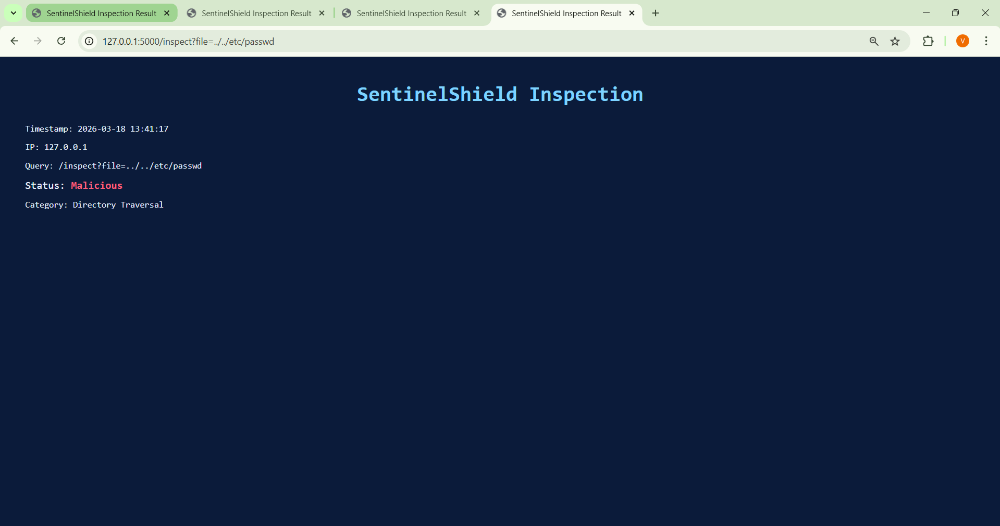 SentinelShield Inspection Result
SentinelShield Inspection Result
SentinelShield Inspection Result
SentinelShield Inspection Result
127.0.0.1:5000/inspect?file=../../etc/passwd
V
SentinelShield Inspection
Timestamp: 2026-03-18 13:41:17
IP: 127.0.0.1
Query: /inspect?file=../../etc/passwd
Status: Malicious
Category: Directory Traversal